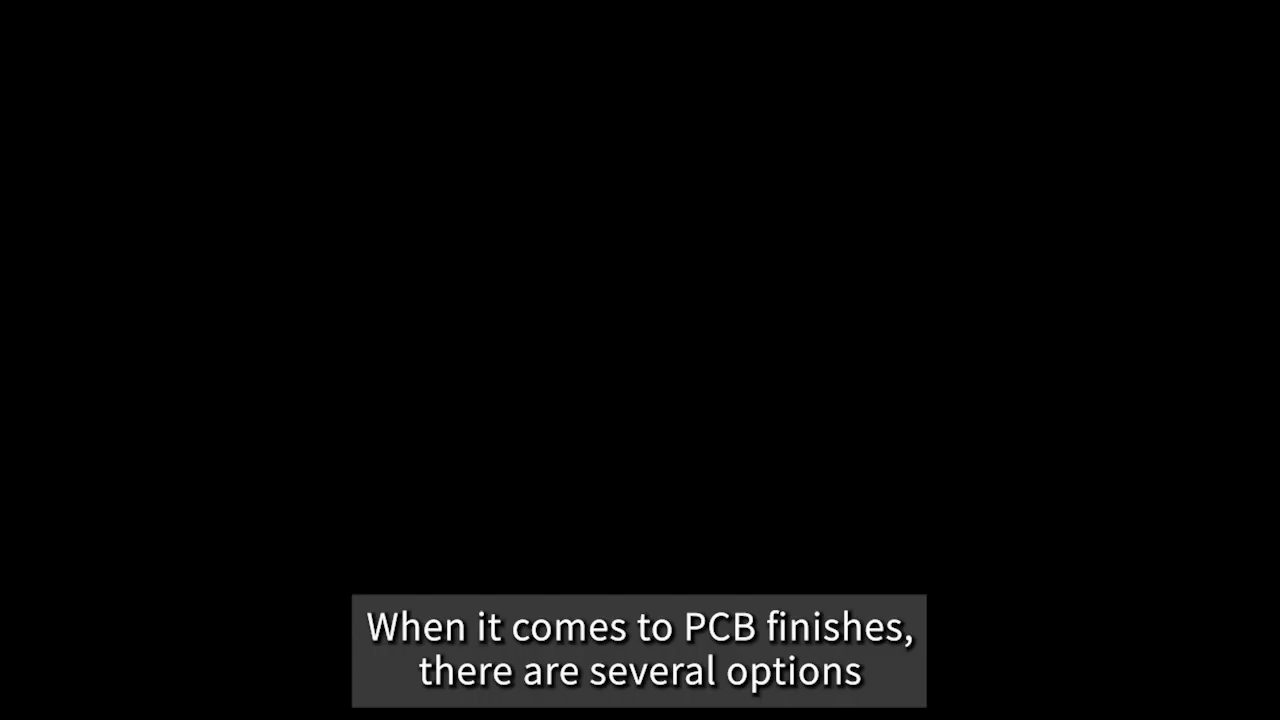 When it comes to PCB finishes,
there are several options